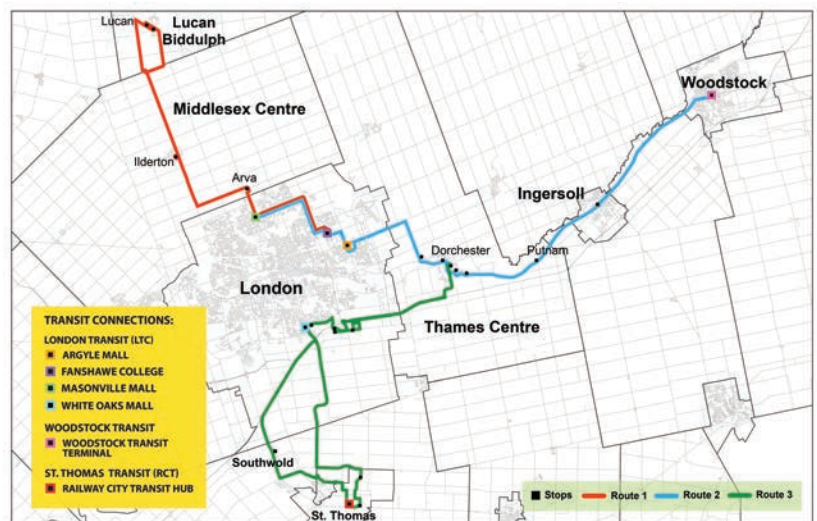 Lucan
Lucan
Biddulph
Woodstock
Middlesex Centre
Ilderton
Arva
Ingersoll
Dorchester
Putnam
London
Thames Centre
TRANSIT CONNECTIONS:
LONDON TRANSIT (LTC)
ARGYLE MALL
FANSHAWE COLLEGE
MASONVILLE MALL
WHITE OAKS MALL
WOODSTOCK TRANSIT
WOODSTOCK TRANSIT
TERMINAL
ST. THOMAS TRANSIT (RCT)
RAILWAY CITY TRANSIT HUB
Southwold
St. Thomas
Stops Route 1 Route 2 Route 3